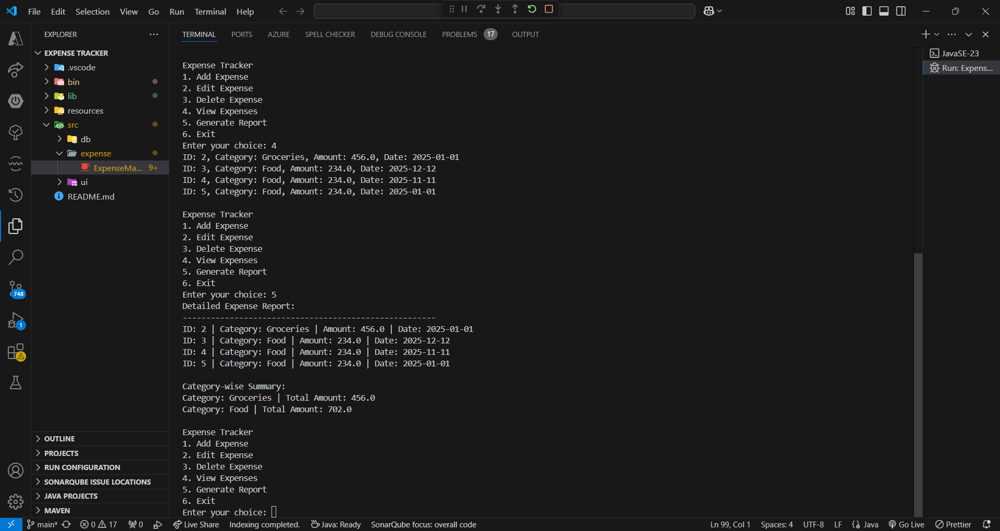 File Edit Selection View Go Run Terminal Help
EXPLORER
EXPENSE TRACKER
.vscode
bin
lib
resources
src
db
expense
ExpenseMa... 9+
ui
README.md
OUTLINE
PROJECTS
RUN CONFIGURATION
SONARQUBE ISSUE LOCATIONS
JAVA PROJECTS
MAVEN
748
1
TERMINAL PORTS AZURE SPELL CHECKER DEBUG CONSOLE PROBLEMS 17 OUTPUT
Expense Tracker
1. Add Expense
2. Edit Expense
3. Delete Expense
4. View Expenses
5. Generate Report
6. Exit
Enter your choice: 4
ID: 2, Category: Groceries, Amount: 456.0, Date: 2025-01-01
ID: 3, Category: Food, Amount: 234.0, Date: 2025-12-12
ID: 4, Category: Food, Amount: 234.0, Date: 2025-11-11
ID: 5, Category: Food, Amount: 234.0, Date: 2025-01-01
Expense Tracker
1. Add Expense
2. Edit Expense
3. Delete Expense
4. View Expenses
5. Generate Report
6. Exit
Enter your choice: 5
Detailed Expense Report:
------------------------------------------------------
ID: 2 | Category: Groceries | Amount: 456.0 | Date: 2025-01-01
ID: 3 | Category: Food | Amount: 234.0 | Date: 2025-12-12
ID: 4 | Category: Food | Amount: 234.0 | Date: 2025-11-11
ID: 5 | Category: Food | Amount: 234.0 | Date: 2025-01-01
Category-wise Summary:
Category: Groceries | Total Amount: 456.0
Category: Food | Total Amount: 702.0
Expense Tracker
1. Add Expense
2. Edit Expense
3. Delete Expense
4. View Expenses
5. Generate Report
6. Exit
Enter your choice:
JavaSE-23
Run: Expens...
main* 0 17 0 Live Share Indexing completed. Java: Ready SonarQube focus: overall code Ln 99, Col 1 Spaces: 4 UTF-8 LF Java Go Live Prettier